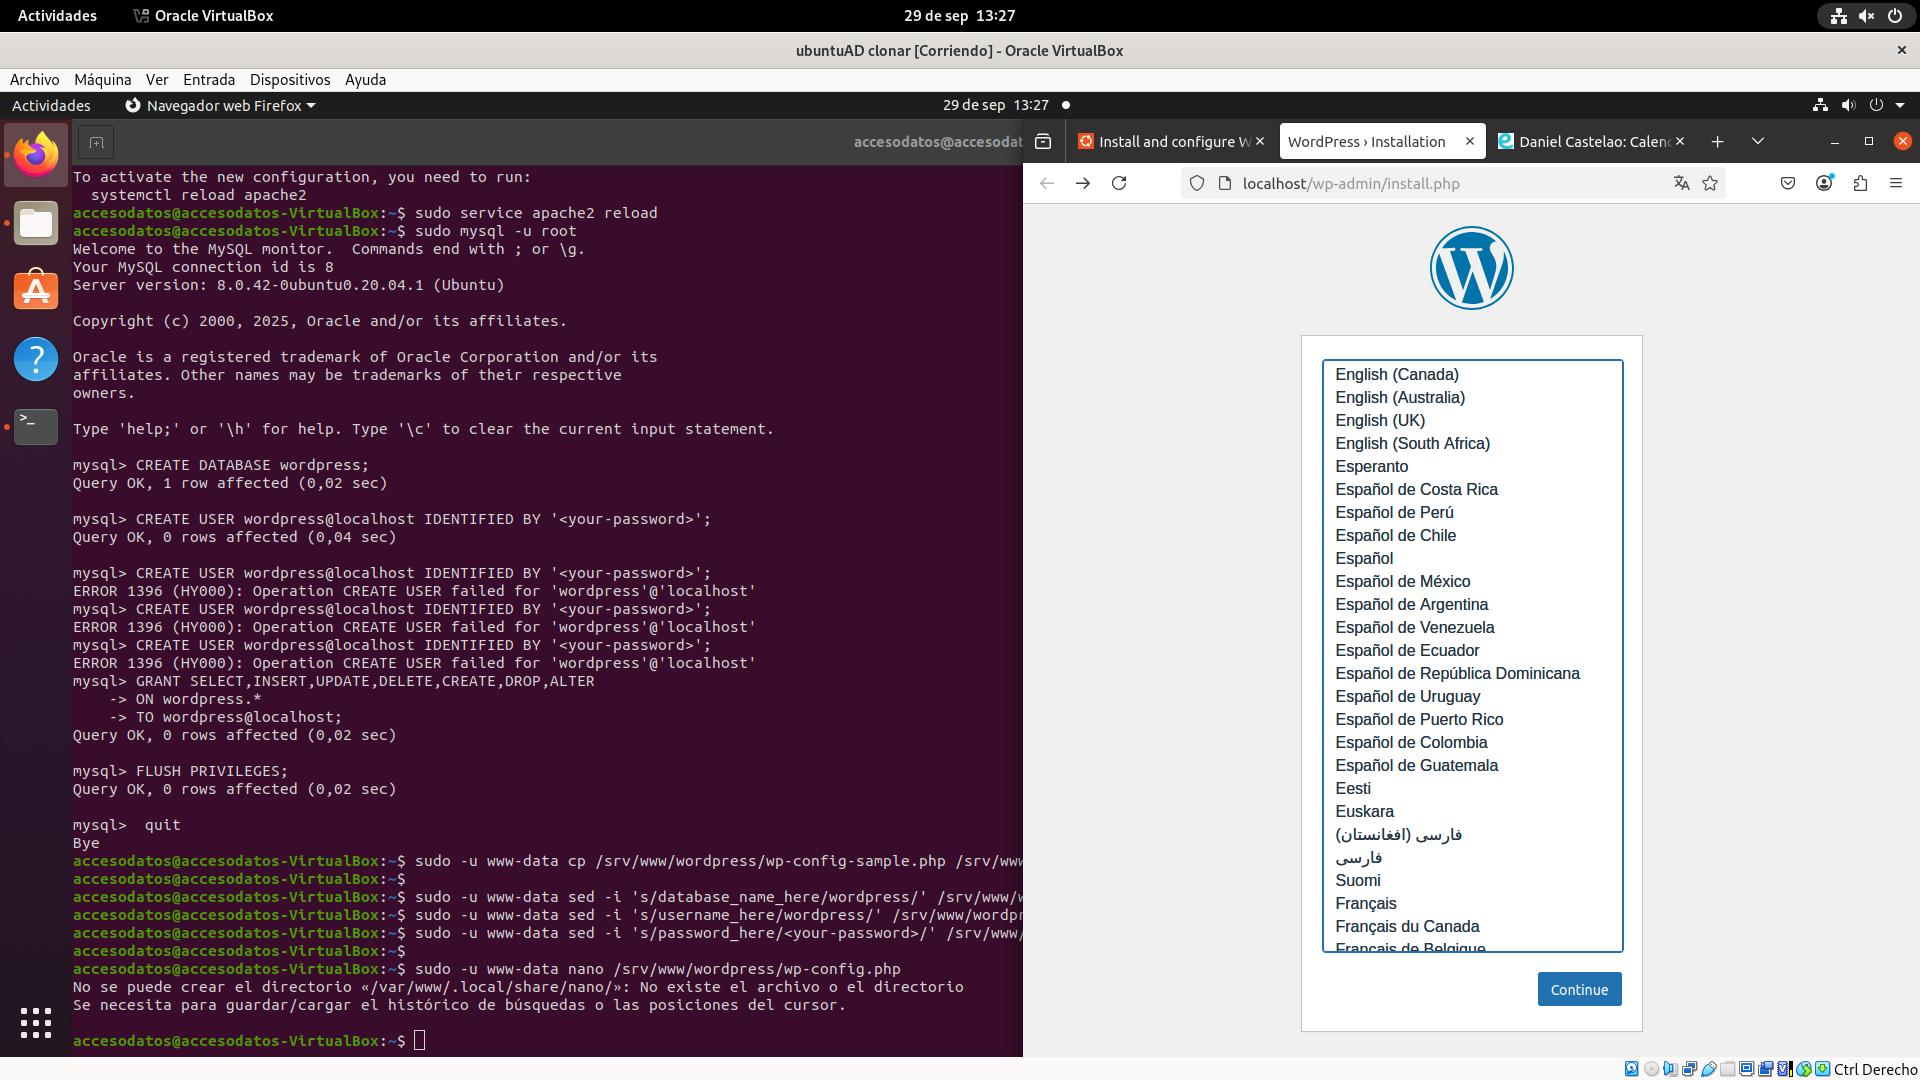 Actividades
Oracle VirtualBox
29 de sep 13:27
ubuntuAD clonar [Corriendo] - Oracle VirtualBox
Archivo Máquina Ver Entrada Dispositivos Ayuda
Actividades
Navegador web Firefox
29 de sep 13:27
accesodatos@accesodat
To activate the new configuration, you need to run:
  systemctl reload apache2
accesodatos@accesodatos-VirtualBox:~$ sudo service apache2 reload
accesodatos@accesodatos-VirtualBox:~$ sudo mysql -u root
Welcome to the MySQL monitor.  Commands end with ; or \g.
Your MySQL connection id is 8
Server version: 8.0.42-0ubuntu0.20.04.1 (Ubuntu)
Copyright (c) 2000, 2025, Oracle and/or its affiliates.
Oracle is a registered trademark of Oracle Corporation and/or its
affiliates. Other names may be trademarks of their respective
owners.
Type 'help;' or '\h' for help. Type '\c' to clear the current input statement.
mysql> CREATE DATABASE wordpress;
Query OK, 1 row affected (0,02 sec)
mysql> CREATE USER wordpress@localhost IDENTIFIED BY '<your-password>';
Query OK, 0 rows affected (0,04 sec)
mysql> CREATE USER wordpress@localhost IDENTIFIED BY '<your-password>';
ERROR 1396 (HY000): Operation CREATE USER failed for 'wordpress'@'localhost'
mysql> CREATE USER wordpress@localhost IDENTIFIED BY '<your-password>';
ERROR 1396 (HY000): Operation CREATE USER failed for 'wordpress'@'localhost'
mysql> CREATE USER wordpress@localhost IDENTIFIED BY '<your-password>';
ERROR 1396 (HY000): Operation CREATE USER failed for 'wordpress'@'localhost'
mysql> GRANT SELECT,INSERT,UPDATE,DELETE,CREATE,DROP,ALTER
    -> ON wordpress.*
    -> TO wordpress@localhost;
Query OK, 0 rows affected (0,02 sec)
mysql> FLUSH PRIVILEGES;
Query OK, 0 rows affected (0,02 sec)
mysql>  quit
Bye
accesodatos@accesodatos-VirtualBox:~$ sudo -u www-data cp /srv/www/wordpress/wp-config-sample.php /srv/ww
accesodatos@accesodatos-VirtualBox:~$
accesodatos@accesodatos-VirtualBox:~$ sudo -u www-data sed -i 's/database_name_here/wordpress/' /srv/www/w
accesodatos@accesodatos-VirtualBox:~$ sudo -u www-data sed -i 's/username_here/wordpress/' /srv/www/wordpr
accesodatos@accesodatos-VirtualBox:~$ sudo -u www-data sed -i 's/password_here/<your-password>/' /srv/www/
accesodatos@accesodatos-VirtualBox:~$
accesodatos@accesodatos-VirtualBox:~$ sudo -u www-data nano /srv/www/wordpress/wp-config.php
No se puede crear el directorio «/var/www/.local/share/nano/»: No existe el archivo o el directorio
Se necesita para guardar/cargar el histórico de búsquedas o las posiciones del cursor.
accesodatos@accesodatos-VirtualBox:~$
Install and configure W
WordPress › Installation
Daniel Castelao: Calenc
localhost/wp-admin/install.php
English (Canada)
English (Australia)
English (UK)
English (South Africa)
Esperanto
Español de Costa Rica
Español de Perú
Español de Chile
Español
Español de México
Español de Argentina
Español de Venezuela
Español de Ecuador
Español de República Dominicana
Español de Uruguay
Español de Puerto Rico
Español de Colombia
Español de Guatemala
Eesti
Euskara
فارسی (افغانستان)
فارسی
Suomi
Français
Français du Canada
Français de Belgique
Continue
Ctrl Derecho